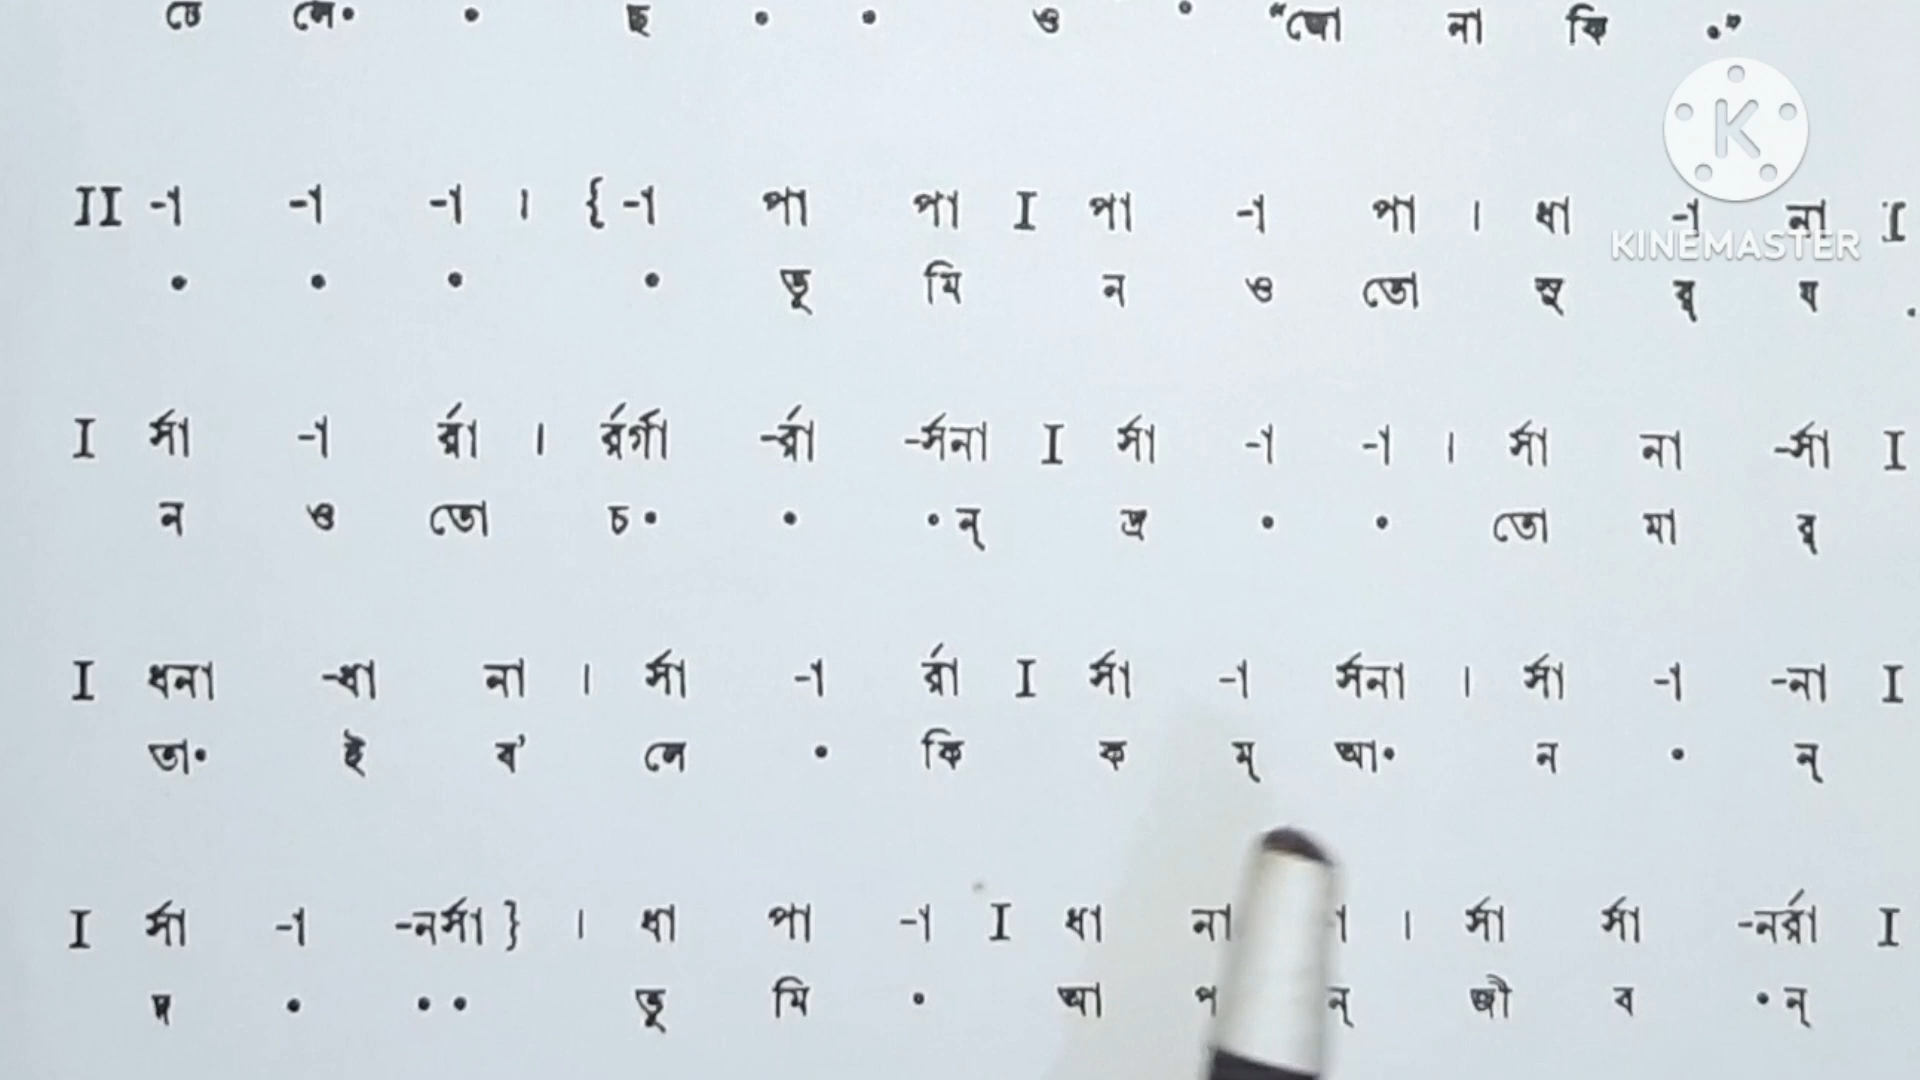 ঢে লে• • ছ • • ও • “জো না কি •”
K
KINEMASTER
II -া -া -া । { -া পা পা I পা -া পা । ধা -া না I
• • • • তু মি ন ও তো সূ র্ য •
I র্সা -া র্রা । র্রর্গা -র্রা -র্সনা I র্সা -া -া । র্সা না -র্সা I
ন ও তো চ• • •ন্ দ্র • • তো মা র্
I ধনা -ধা না । র্সা -া র্রা I র্সা -া র্সনা । র্সা -া -না I
তা• ই ব’ লে • কি ক ম্ আ• ন • ন্
I র্সা -া -নর্সা } । ধা পা -া I ধা না -া । র্সা র্সা -নর্রা I
দ • •• তু মি • আ প ন্ জী ব •ন্